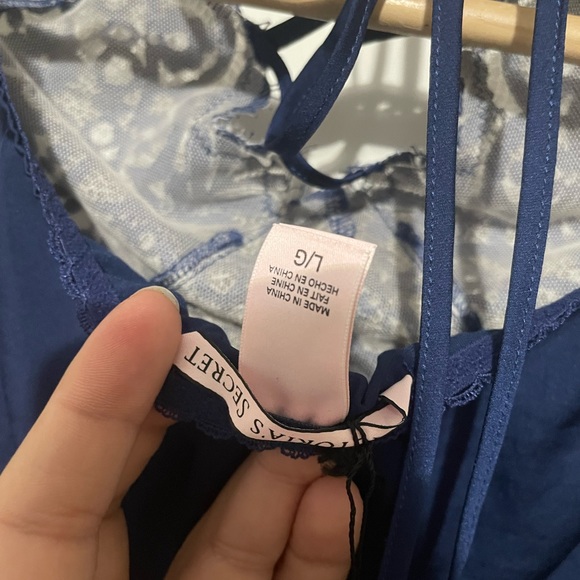 L/G
MADE IN CHINA
FAIT EN CHINE
HECHO EN CHINA
TORIA'S SECRET